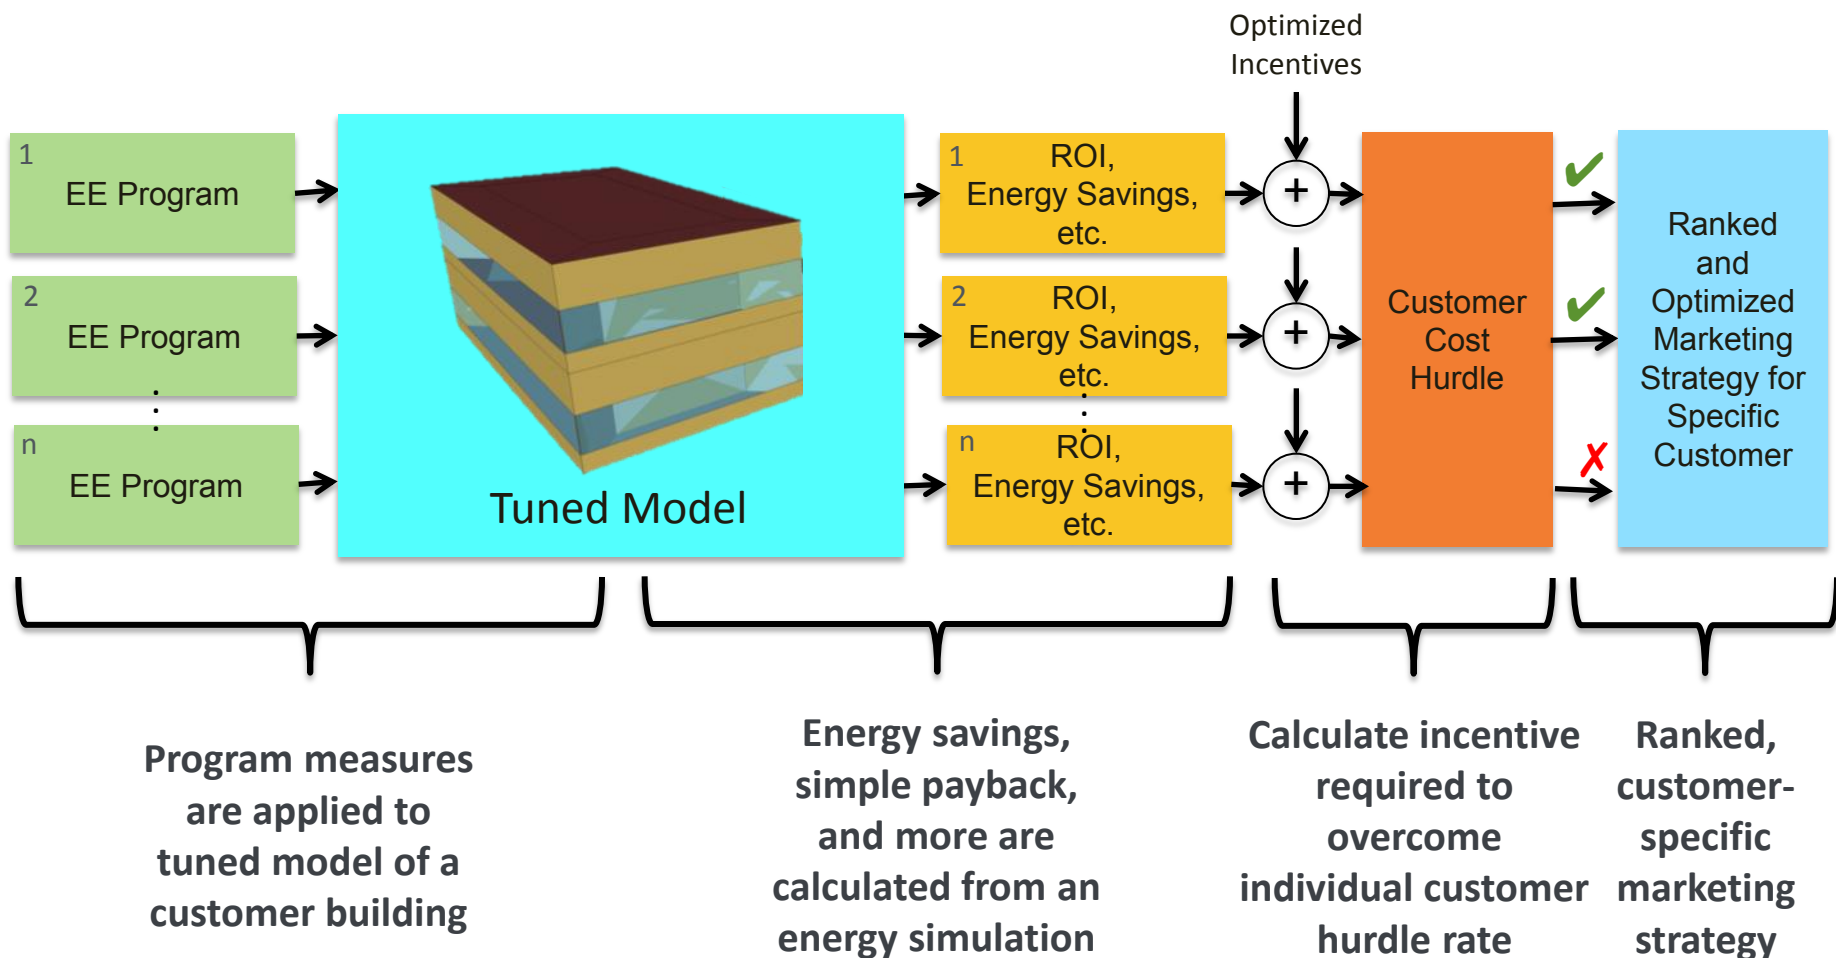 Optimized
Incentives
1
EE Program
2
EE Program
n
EE Program
Tuned Model
1
ROI,
Energy Savings,
etc.
2
ROI,
Energy Savings,
etc.
n
ROI,
Energy Savings,
etc.
+
+
+
Customer
Cost
Hurdle
✔
✔
✗
Ranked
and
Optimized
Marketing
Strategy for
Specific
Customer
Program measures
are applied to
tuned model of a
customer building
Energy savings,
simple payback,
and more are
calculated from an
energy simulation
Calculate incentive
required to
overcome
individual customer
hurdle rate
Ranked,
customer-
specific
marketing
strategy